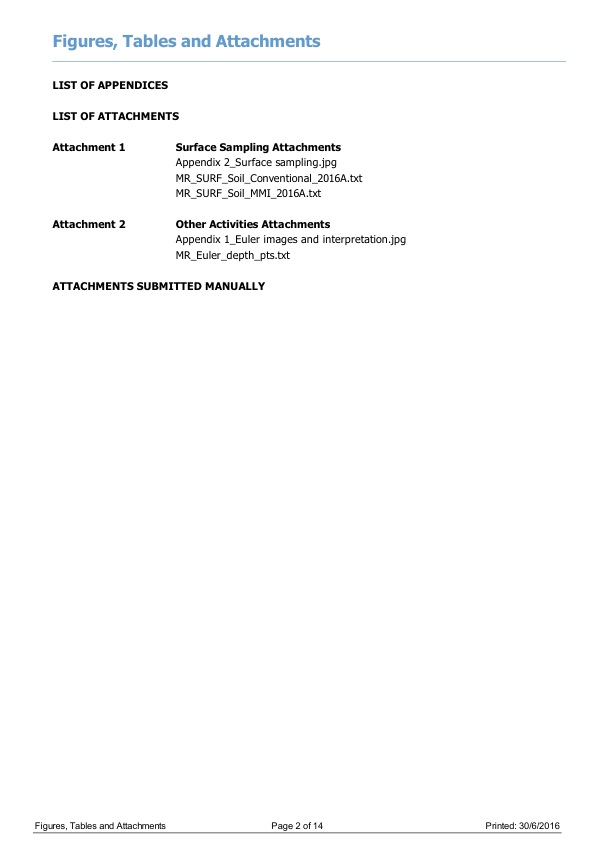 Figures, Tables and Attachments
LIST OF APPENDICES
LIST OF ATTACHMENTS
Attachment 1 Surface Sampling Attachments
Appendix 2_Surface sampling.jpg
MR_SURF_Soil_Conventional_2016A.txt
MR_SURF_Soil_MMI_2016A.txt
Attachment 2 Other Activities Attachments
Appendix 1_Euler images and interpretation.jpg
MR_Euler_depth_pts.txt
ATTACHMENTS SUBMITTED MANUALLY
Figures, Tables and Attachments Page 2 of 14 Printed: 30/6/2016